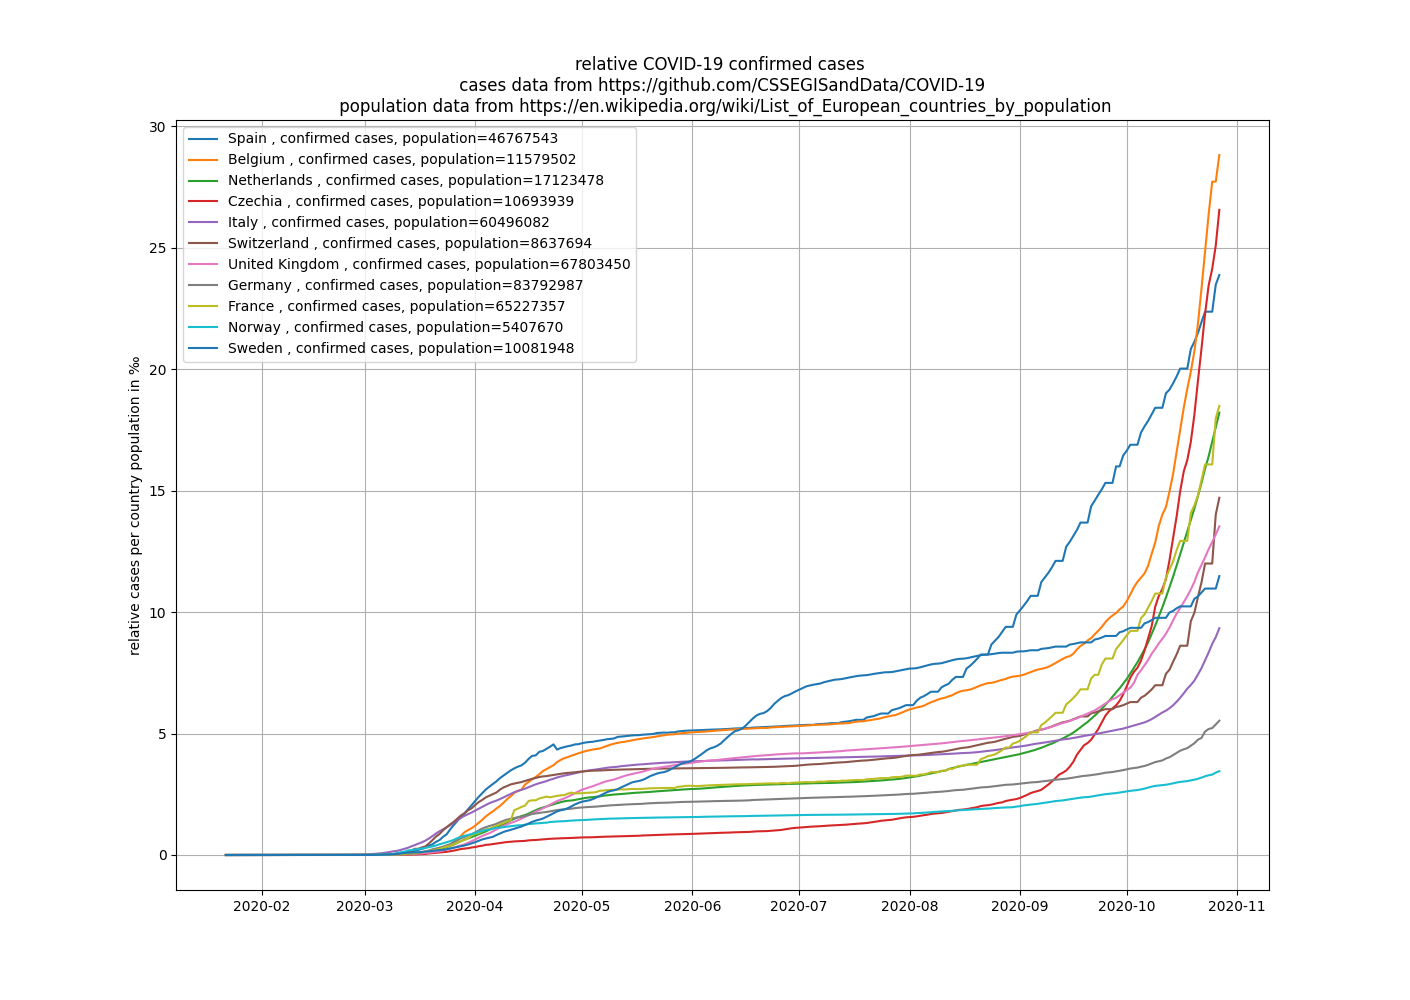 relative COVID-19 confirmed cases
cases data from https://github.com/CSSEGISandData/COVID-19
population data from https://en.wikipedia.org/wiki/List_of_European_countries_by_population
30
25
20
15
10
5
0
relative cases per country population in ‰
Spain , confirmed cases, population=46767543
Belgium , confirmed cases, population=11579502
Netherlands , confirmed cases, population=17123478
Czechia , confirmed cases, population=10693939
Italy , confirmed cases, population=60496082
Switzerland , confirmed cases, population=8637694
United Kingdom , confirmed cases, population=67803450
Germany , confirmed cases, population=83792987
France , confirmed cases, population=65227357
Norway , confirmed cases, population=5407670
Sweden , confirmed cases, population=10081948
2020-02 2020-03 2020-04 2020-05 2020-06 2020-07 2020-08 2020-09 2020-10 2020-11